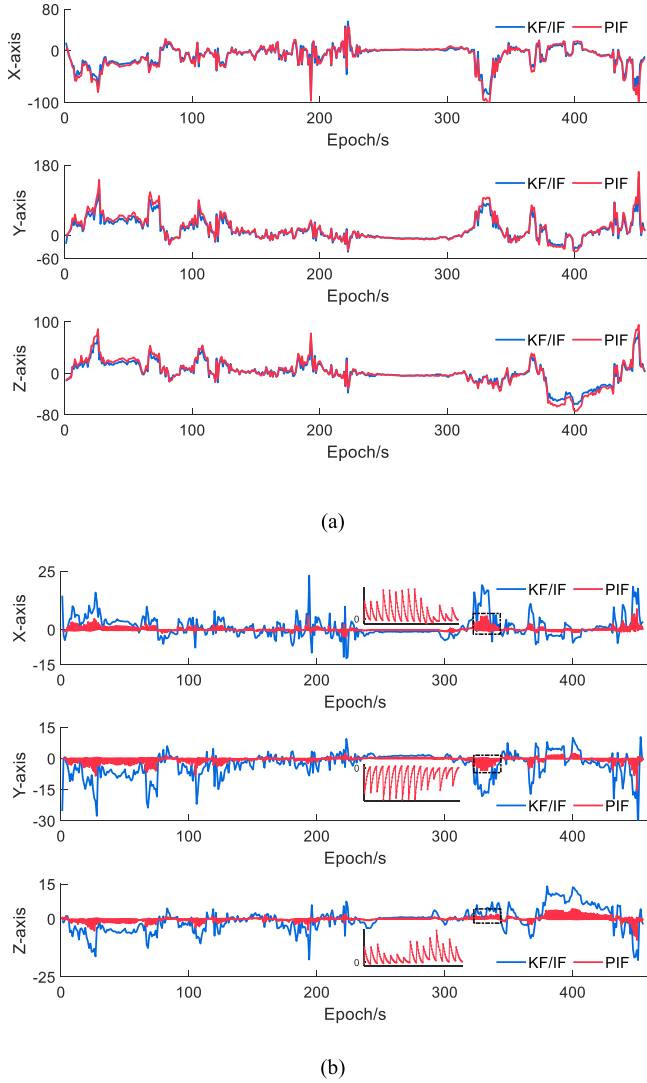 80
KF/IF PIF
0
X-axis
-100
0 100 200 300 400
Epoch/s
180
KF/IF PIF
Y-axis
0
-60
0 100 200 300 400
Epoch/s
100
KF/IF PIF
Z-axis
0
-80
0 100 200 300 400
Epoch/s
(a)
25
KF/IF PIF
X-axis
0
0
-15
0 100 200 300 400
Epoch/s
15
0
0
Y-axis
-15
KF/IF PIF
-30
0 100 200 300 400
Epoch/s
15
0
Z-axis
0
KF/IF PIF
-25
0 100 200 300 400
Epoch/s
(b)